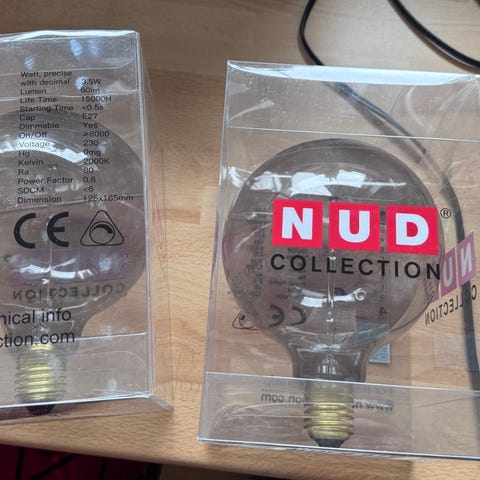 Watt, precise
with decimal 3.5W
Lumen 60lm
Life Time 15000H
Starting Time <0.5s
Cap E27
Dimmable Yes
On/Off ≥8000
Voltage 230
Hg 0mg
Kelvin 2000K
Ra 80
Power Factor 0.6
SDCM <6
Dimension 125x165mm
CE
COLLECTION
nical info
ction.com
NUD®
COLLECTION
NUD
COLLECTION
www.n